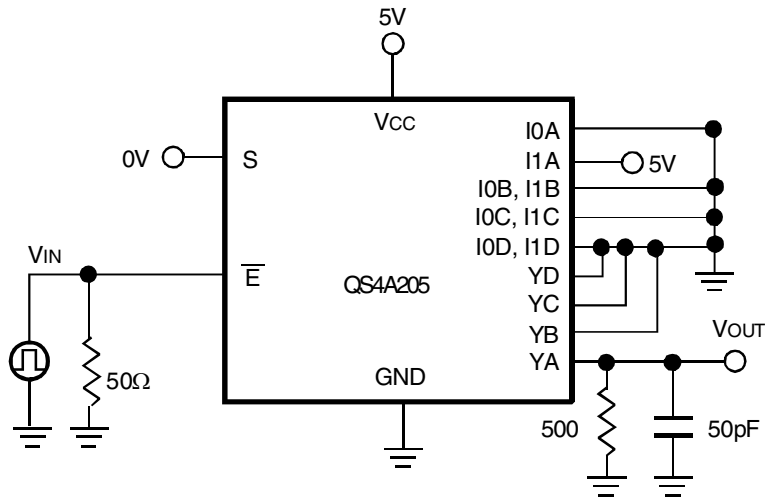 5V
VCC
0V
S
I0A
I1A
5V
I0B, I1B
I0C, I1C
I0D, I1D
VIN
E
QS4A205
YD
YC
YB
YA
VOUT
50Ω
GND
500
50pF